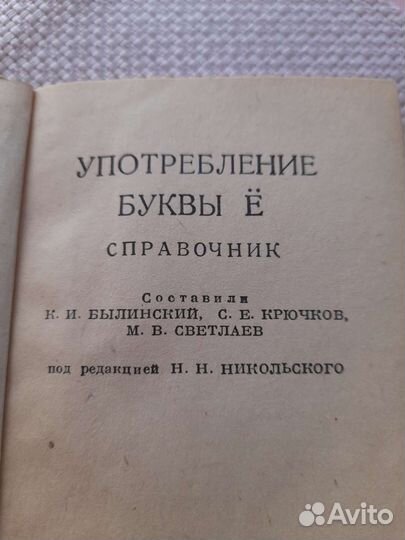 УПОТРЕБЛЕНИЕ
БУКВЫ Ё
СПРАВОЧНИК
Составили
К. И. БЫЛИНСКИЙ, С. Е. КРЮЧКОВ,
М. В. СВЕТЛАЕВ
под редакцией Н. Н. НИКОЛЬСКОГО
Avito